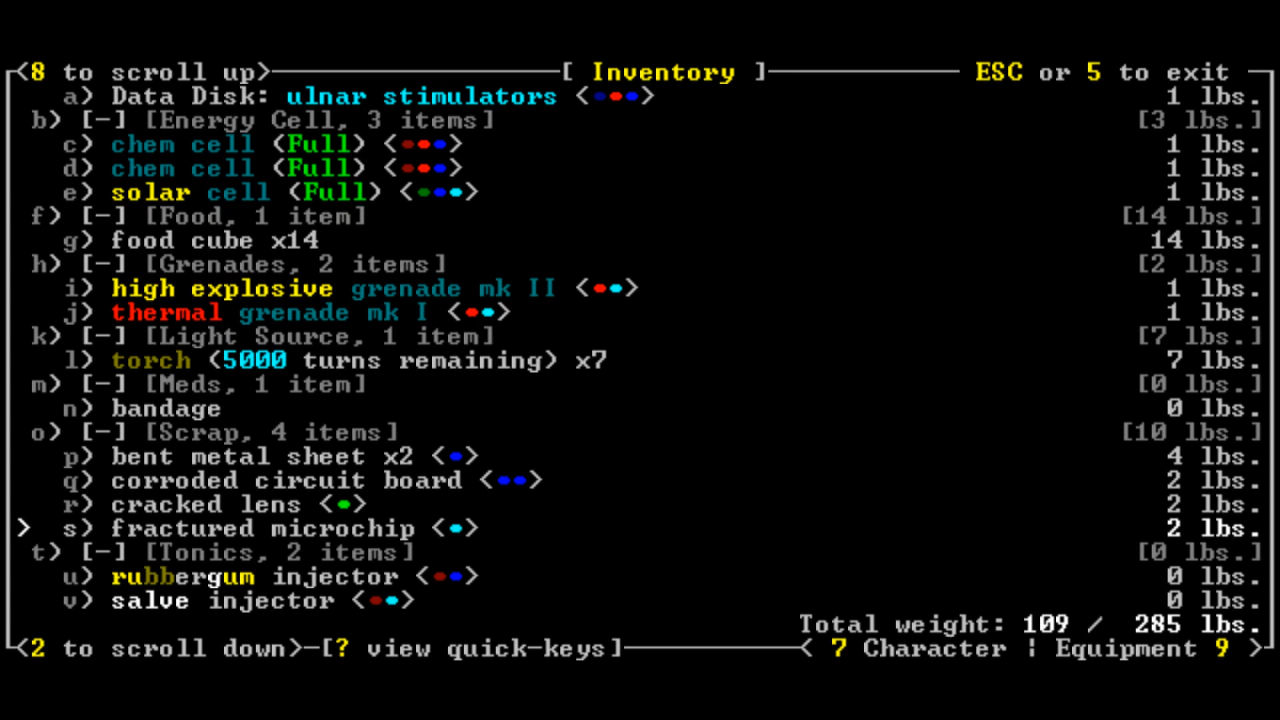 <8 to scroll up> [ Inventory ] ESC or 5 to exit
a) Data Disk: ulnar stimulators <•••> 1 lbs.
b) [-] [Energy Cell, 3 items] [3 lbs.]
c) chem cell (Full) <•••> 1 lbs.
d) chem cell (Full) <•••> 1 lbs.
e) solar cell (Full) <•••> 1 lbs.
f) [-] [Food, 1 item] [14 lbs.]
g) food cube x14 14 lbs.
h) [-] [Grenades, 2 items] [2 lbs.]
i) high explosive grenade mk II <••> 1 lbs.
j) thermal grenade mk I <••> 1 lbs.
k) [-] [Light Source, 1 item] [7 lbs.]
l) torch (5000 turns remaining) x7 7 lbs.
m) [-] [Meds, 1 item] [0 lbs.]
n) bandage 0 lbs.
o) [-] [Scrap, 4 items] [10 lbs.]
p) bent metal sheet x2 <•> 4 lbs.
q) corroded circuit board <••> 2 lbs.
r) cracked lens <•> 2 lbs.
> s) fractured microchip <•> 2 lbs.
t) [-] [Tonics, 2 items] [0 lbs.]
u) rubbergum injector <••> 0 lbs.
v) salve injector <••> 0 lbs.
Total weight: 109 / 285 lbs.
<2 to scroll down> [? view quick-keys] < 7 Character ¦ Equipment 9 >